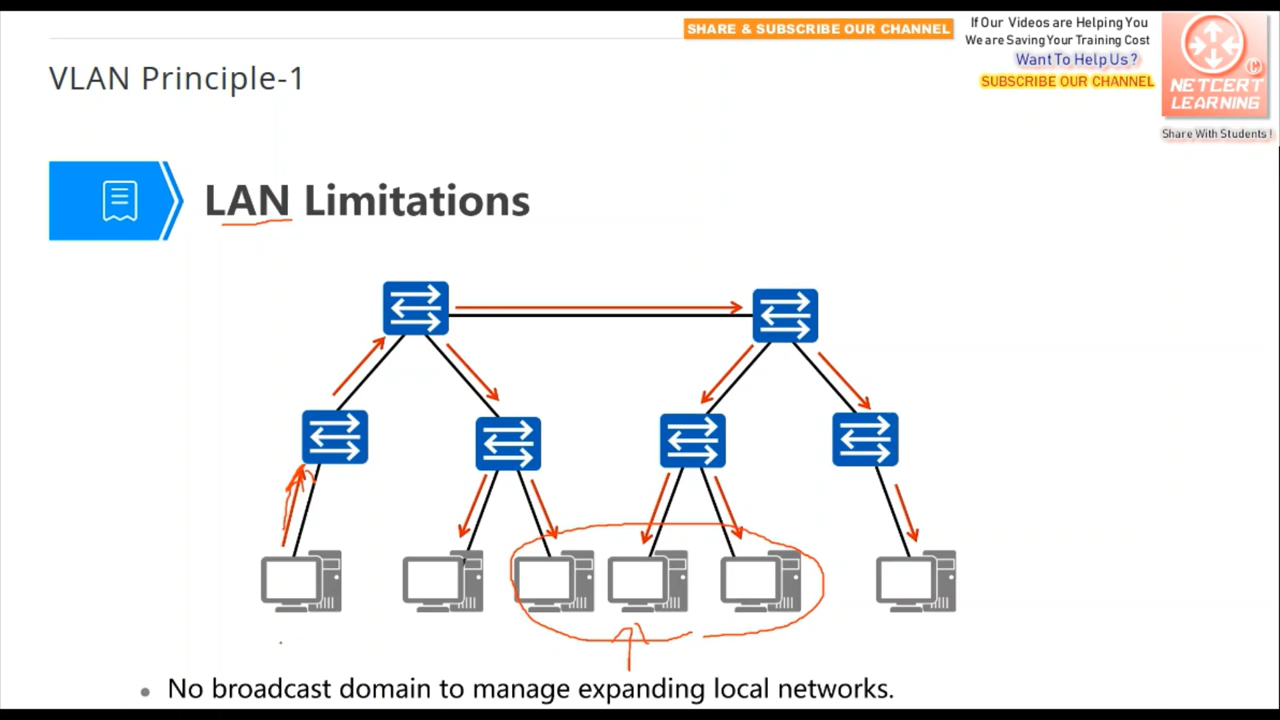 SHARE & SUBSCRIBE OUR CHANNEL
If Our Videos are Helping You
We are Saving Your Training Cost
Want To Help Us ?
SUBSCRIBE OUR CHANNEL
©
NETCERT
LEARNING
Share With Students !
VLAN Principle-1
LAN Limitations
• No broadcast domain to manage expanding local networks.